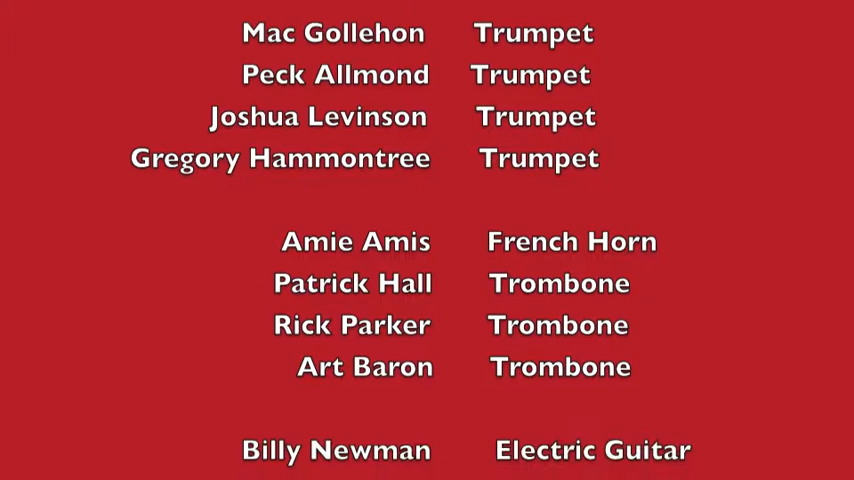 Mac Gollehon Trumpet
Peck Allmond Trumpet
Joshua Levinson Trumpet
Gregory Hammontree Trumpet
Amie Amis French Horn
Patrick Hall Trombone
Rick Parker Trombone
Art Baron Trombone
Billy Newman Electric Guitar